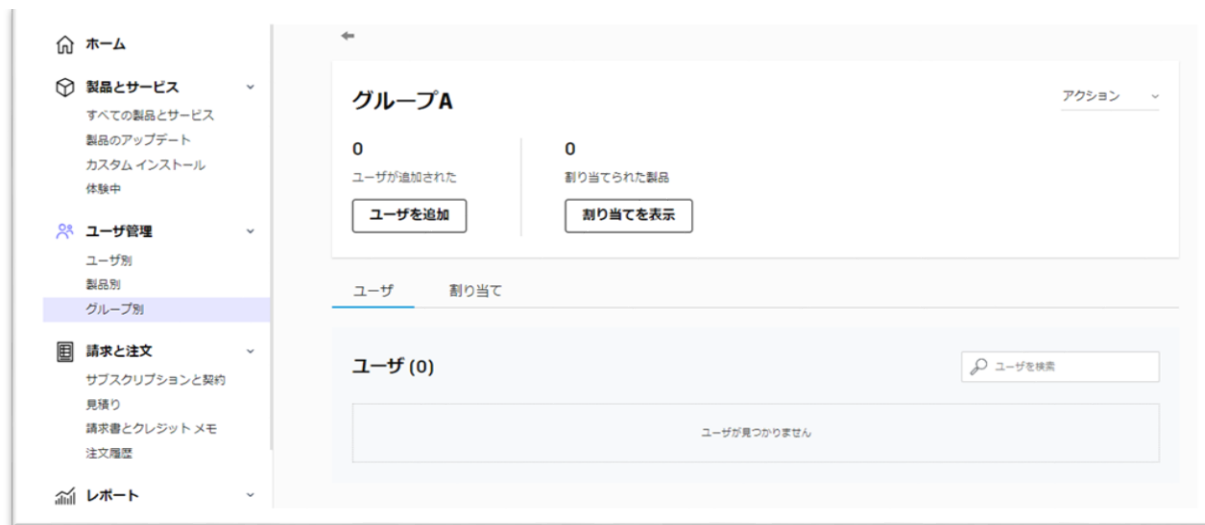 ホーム
製品とサービス
すべての製品とサービス
製品のアップデート
カスタム インストール
体験中
ユーザ管理
ユーザ別
製品別
グループ別
請求と注文
サブスクリプションと契約
見積り
請求書とクレジット メモ
注文履歴
レポート
グループA
アクション
0
ユーザが追加された
ユーザを追加
0
割り当てられた製品
割り当てを表示
ユーザ
割り当て
ユーザ (0)
ユーザを検索
ユーザが見つかりません